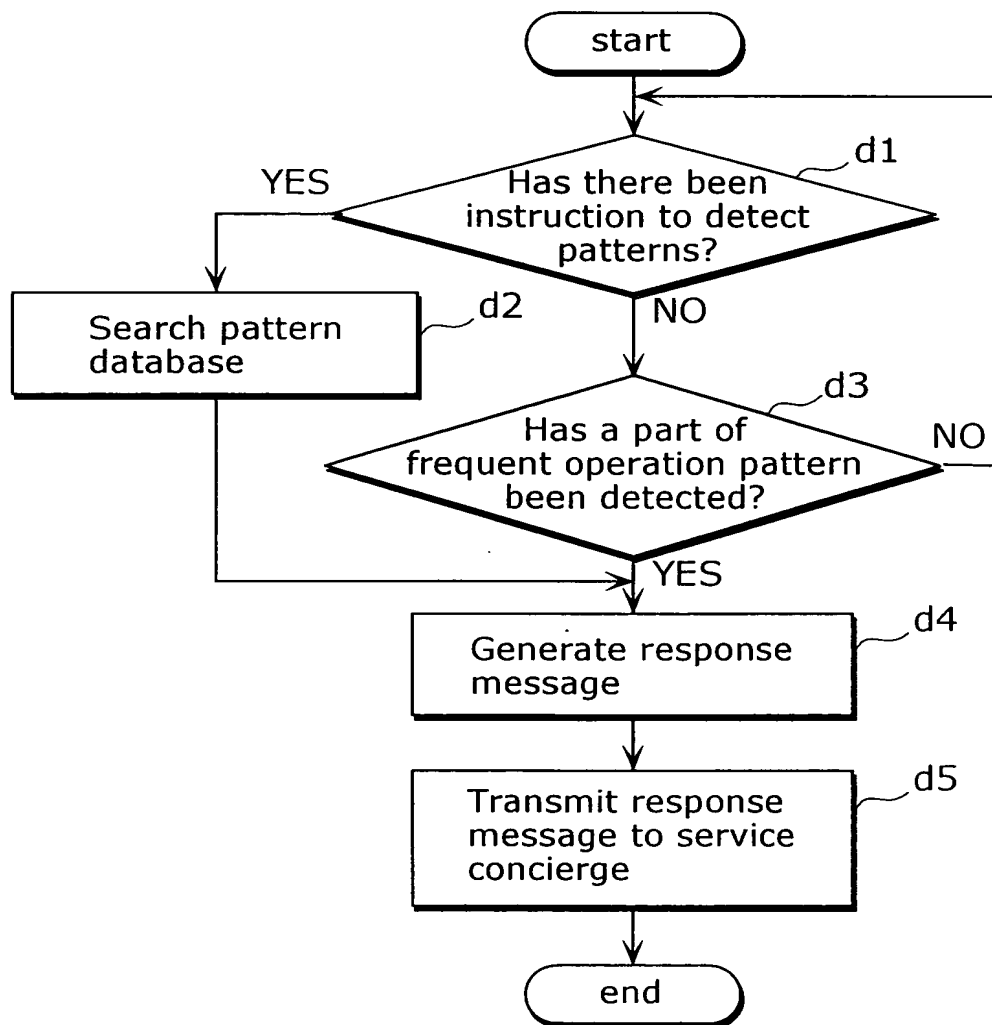 start
d1
YES
Has there been
instruction to detect
patterns?
d2
NO
Search pattern
database
d3
Has a part of
frequent operation pattern
been detected?
NO
YES
d4
Generate response
message
d5
Transmit response
message to service
concierge
end